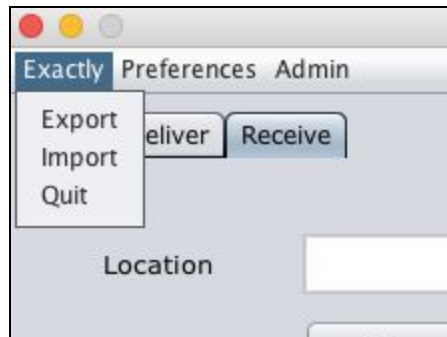 Exactly Preferences Admin
Export
eliver Receive
Import
Quit
Location